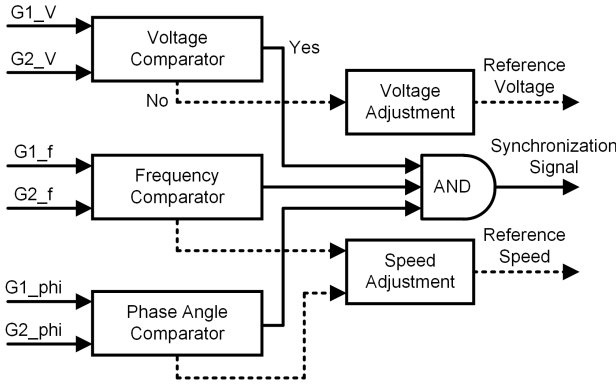 G1_V
G2_V
Voltage
Comparator
Yes
No
Voltage
Adjustment
Reference
Voltage
G1_f
G2_f
Frequency
Comparator
AND
Synchronization
Signal
Speed
Adjustment
Reference
Speed
G1_phi
G2_phi
Phase Angle
Comparator